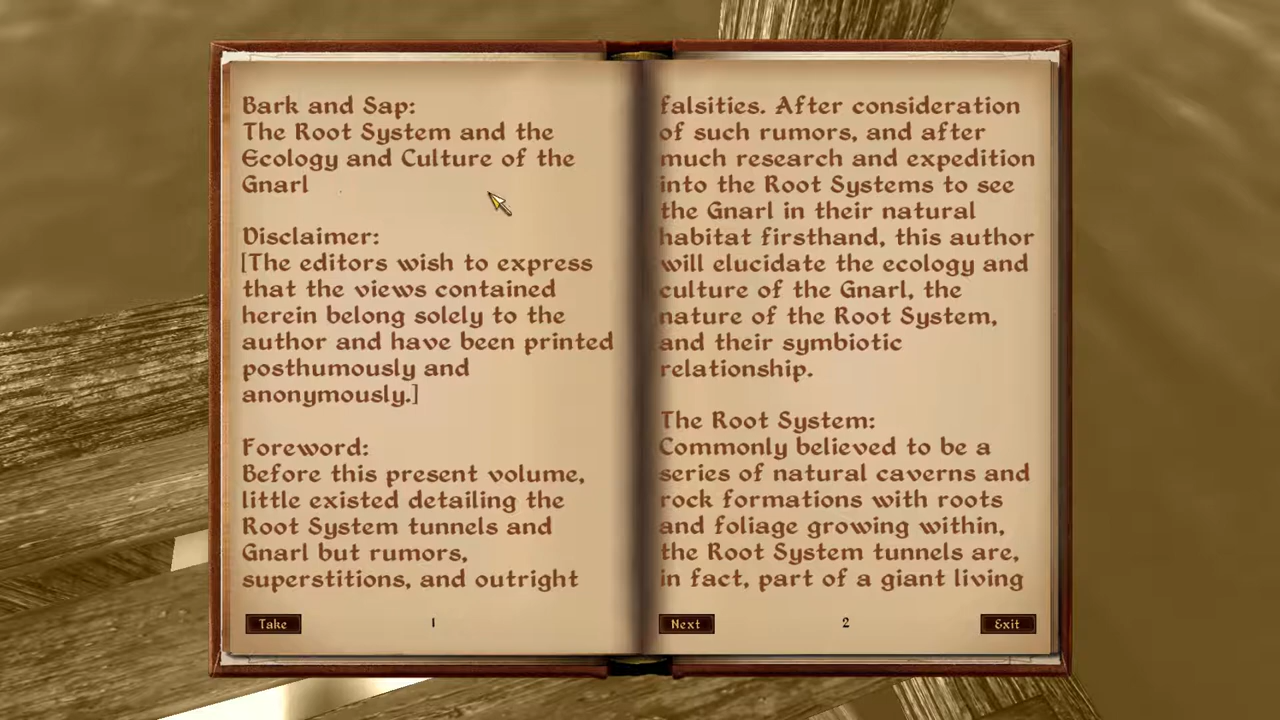 Bark and Sap:
The Root System and the
Ecology and Culture of the
Gnarl
Disclaimer:
[The editors wish to express
that the views contained
herein belong solely to the
author and have been printed
posthumously and
anonymously.]
Foreword:
Before this present volume,
little existed detailing the
Root System tunnels and
Gnarl but rumors,
superstitions, and outright
Take
1
falsities. After consideration
of such rumors, and after
much research and expedition
into the Root Systems to see
the Gnarl in their natural
habitat firsthand, this author
will elucidate the ecology and
culture of the Gnarl, the
nature of the Root System,
and their symbiotic
relationship.
The Root System:
Commonly believed to be a
series of natural caverns and
rock formations with roots
and foliage growing within,
the Root System tunnels are,
in fact, part of a giant living
Next
2
Exit